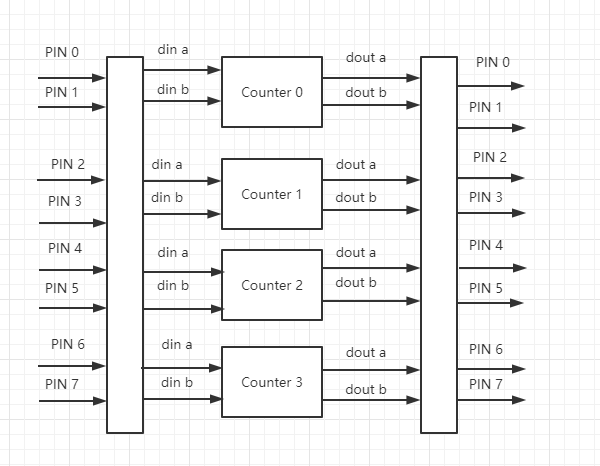 PIN 0 din a dout a PIN 0
PIN 1 din b Counter 0 dout b PIN 1
PIN 2 din a dout a PIN 2
PIN 3 din b Counter 1 dout b PIN 3
PIN 4 din a dout a PIN 4
PIN 5 din b Counter 2 dout b PIN 5
PIN 6 din a dout a PIN 6
PIN 7 din b Counter 3 dout b PIN 7